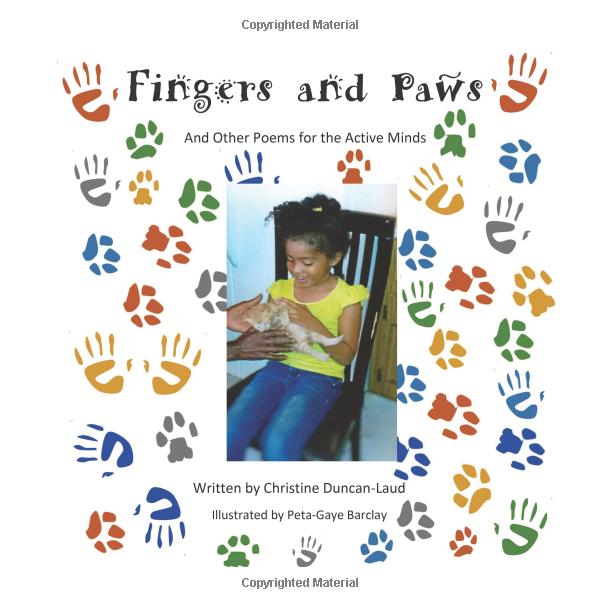 Copyrighted Material
Fingers and Paws
And Other Poems for the Active Minds
Written by Christine Duncan-Laud
Illustrated by Peta-Gaye Barclay
Copyrighted Material